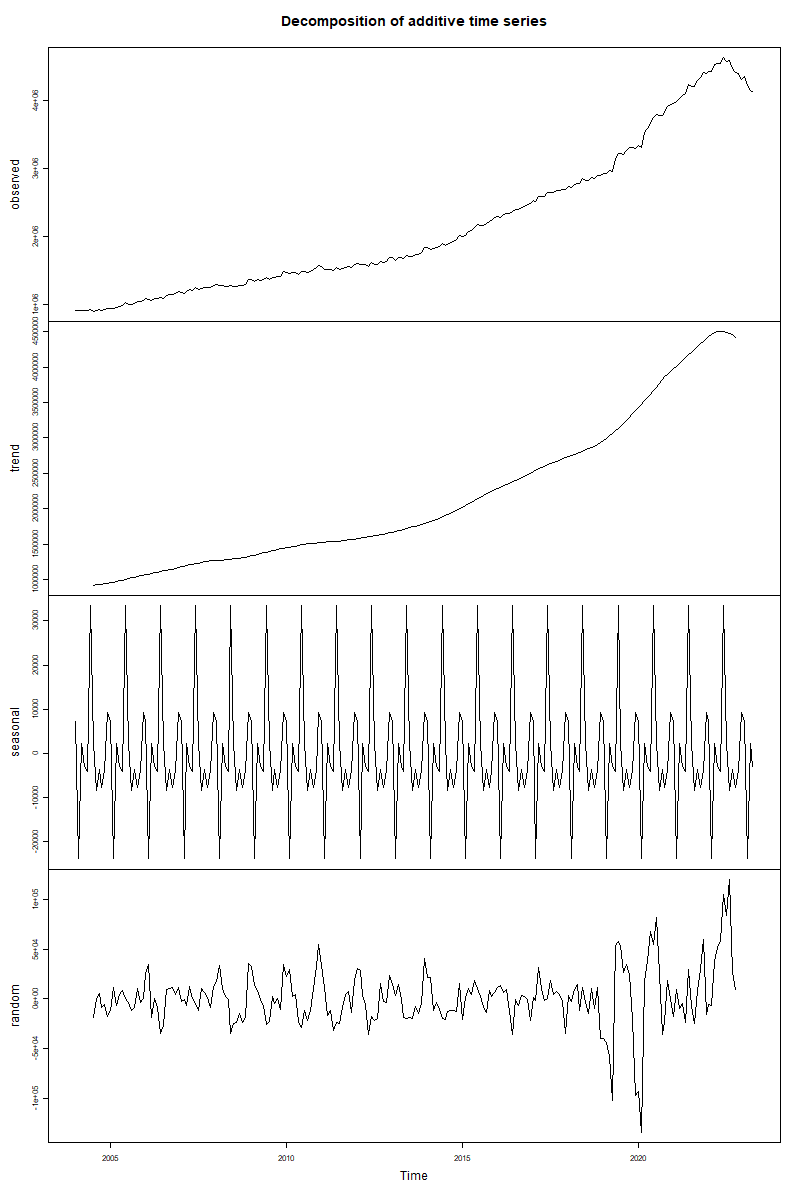 Decomposition of additive time series
observed
1e+06 2e+06 3e+06 4e+06
trend
1000000 1500000 2000000 2500000 3000000 3500000 4000000 4500000
seasonal
-20000 -10000 0 10000 20000 30000
random
-1e+05 -5e+04 0e+00 5e+04 1e+05
2005 2010 2015 2020
Time